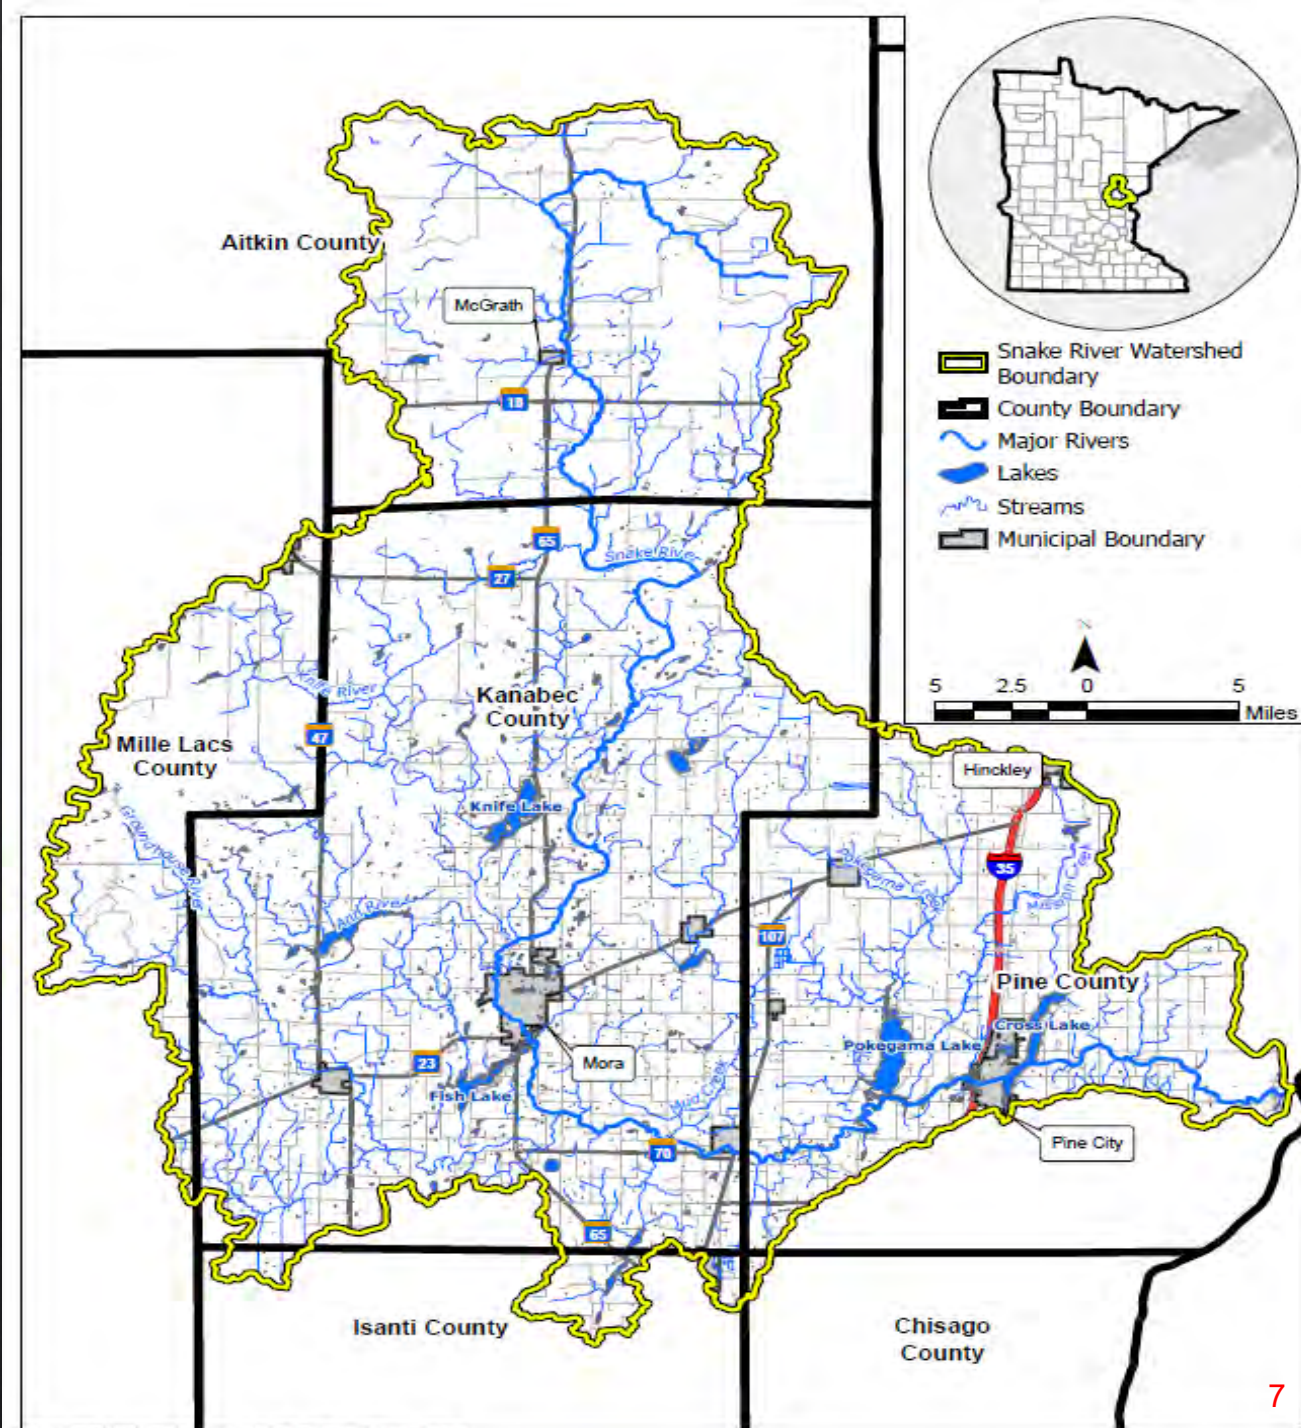 Aitkin County
McGrath
18
Snake River Watershed
Boundary
County Boundary
Major Rivers
Lakes
Streams
Municipal Boundary
65
Snake River
27
N
5 2.5 0 5
Miles
Knife River
Kanabec
County
47
Mille Lacs
County
Hinckley
Knife Lake
Groundhouse River
35
Pokegama Creek
Mission Creek
Ann River
107
Pine County
Cross Lake
Pokegama Lake
Mora
23
Fish Lake
Mud Creek
Pine City
70
65
Isanti County
Chisago
County
7